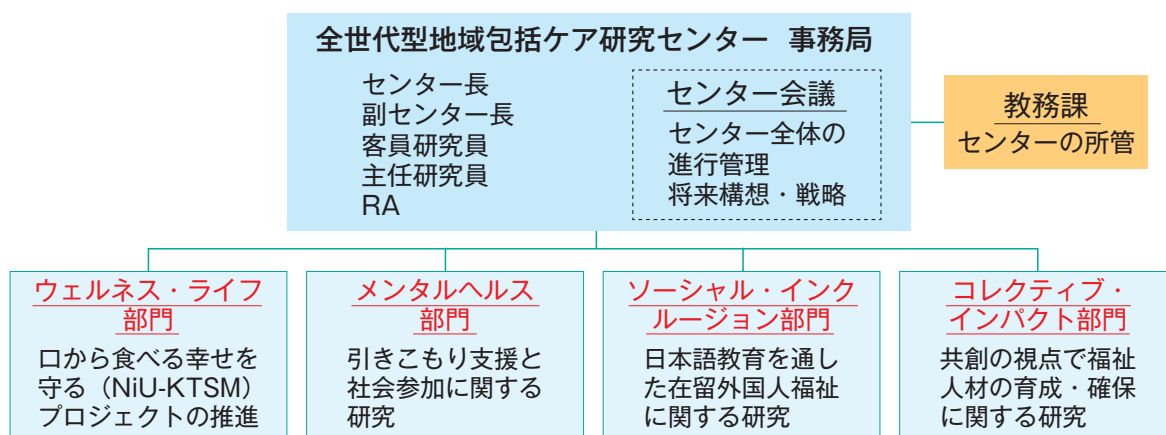 全世代型地域包括ケア研究センター 事務局
センター長
副センター長
客員研究員
主任研究員
RA
センター会議
センター全体の
進行管理
将来構想・戦略
教務課
センターの所管
ウェルネス・ライフ
部門
口から食べる幸せを
守る（NiU-KTSM）
プロジェクトの推進
メンタルヘルス
部門
引きこもり支援と
社会参加に関する
研究
ソーシャル・インク
ルージョン部門
日本語教育を通し
た在留外国人福祉
に関する研究
コレクティブ・
インパクト部門
共創の視点で福祉
人材の育成・確保
に関する研究